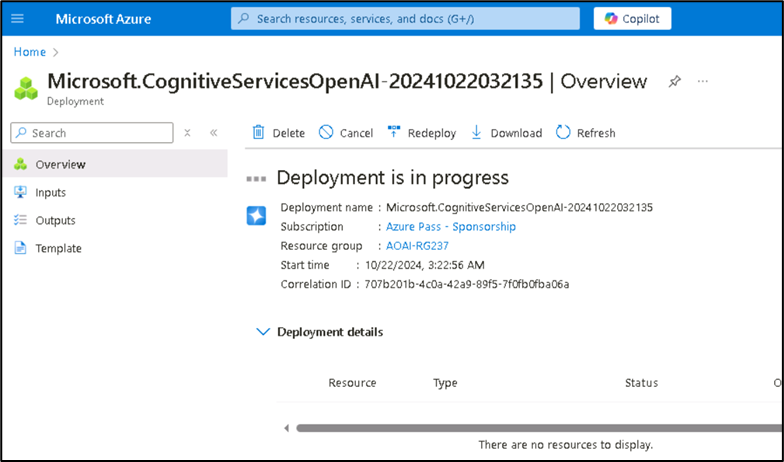 Microsoft Azure
Search resources, services, and docs (G+/)
Copilot
Home
Microsoft.CognitiveServicesOpenAI-20241022032135 | Overview
Deployment
Search
Delete
Cancel
Redeploy
Download
Refresh
Overview
Inputs
Outputs
Template
Deployment is in progress
Deployment name : Microsoft.CognitiveServicesOpenAI-20241022032135
Subscription : Azure Pass - Sponsorship
Resource group : AOAI-RG237
Start time : 10/22/2024, 3:22:56 AM
Correlation ID : 707b201b-4c0a-42a9-89f5-7f0fb0fba06a
Deployment details
Resource Type Status O
There are no resources to display.